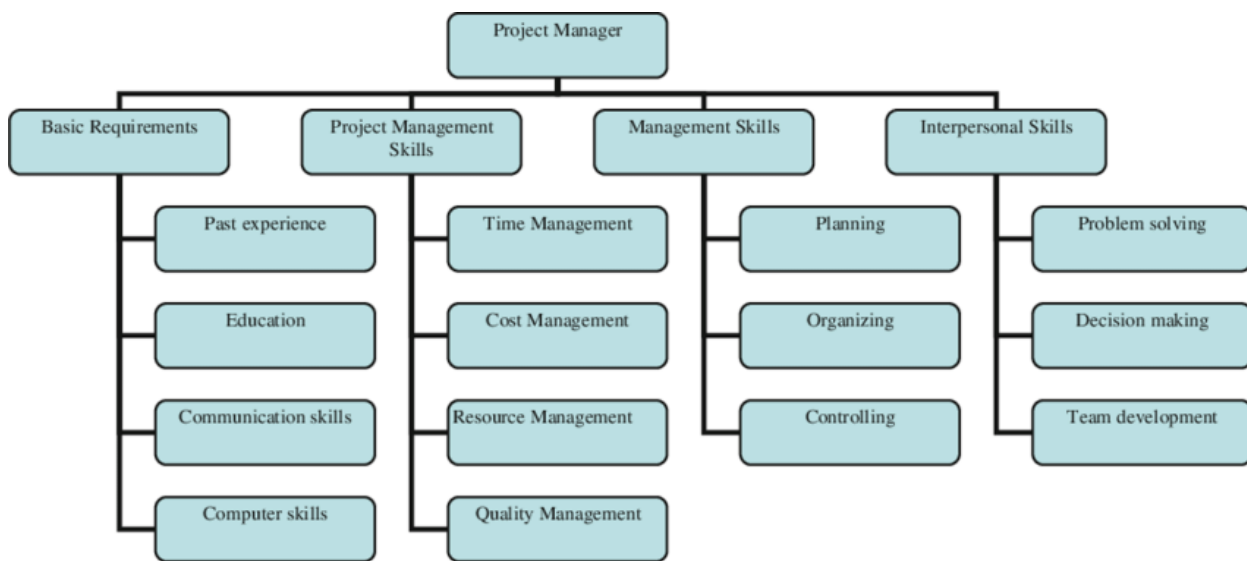 Project Manager
Basic Requirements
Project Management
Skills
Management Skills
Interpersonal Skills
Past experience
Time Management
Planning
Problem solving
Education
Cost Management
Organizing
Decision making
Communication skills
Resource Management
Controlling
Team development
Computer skills
Quality Management